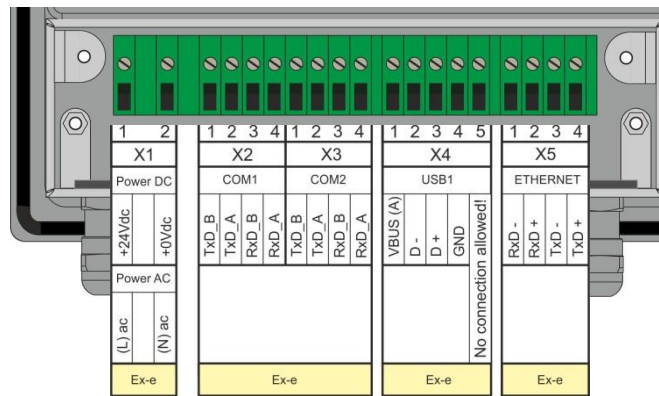 1 2 1 2 3 4 1 2 3 4 1 2 3 4 5 1 2 3 4
X1 X2 X3 X4 X5
Power DC COM1 COM2 USB1 ETHERNET
+24Vdc
+0Vdc
TxD_B
TxD_A
RxD_B
RxD_A
TxD_B
TxD_A
RxD_B
RxD_A
VBUS (A)
D -
D +
GND
No connection allowed!
RxD -
RxD +
TxD -
TxD +
Power AC
(L) ac
(N) ac
Ex-e Ex-e Ex-e Ex-e